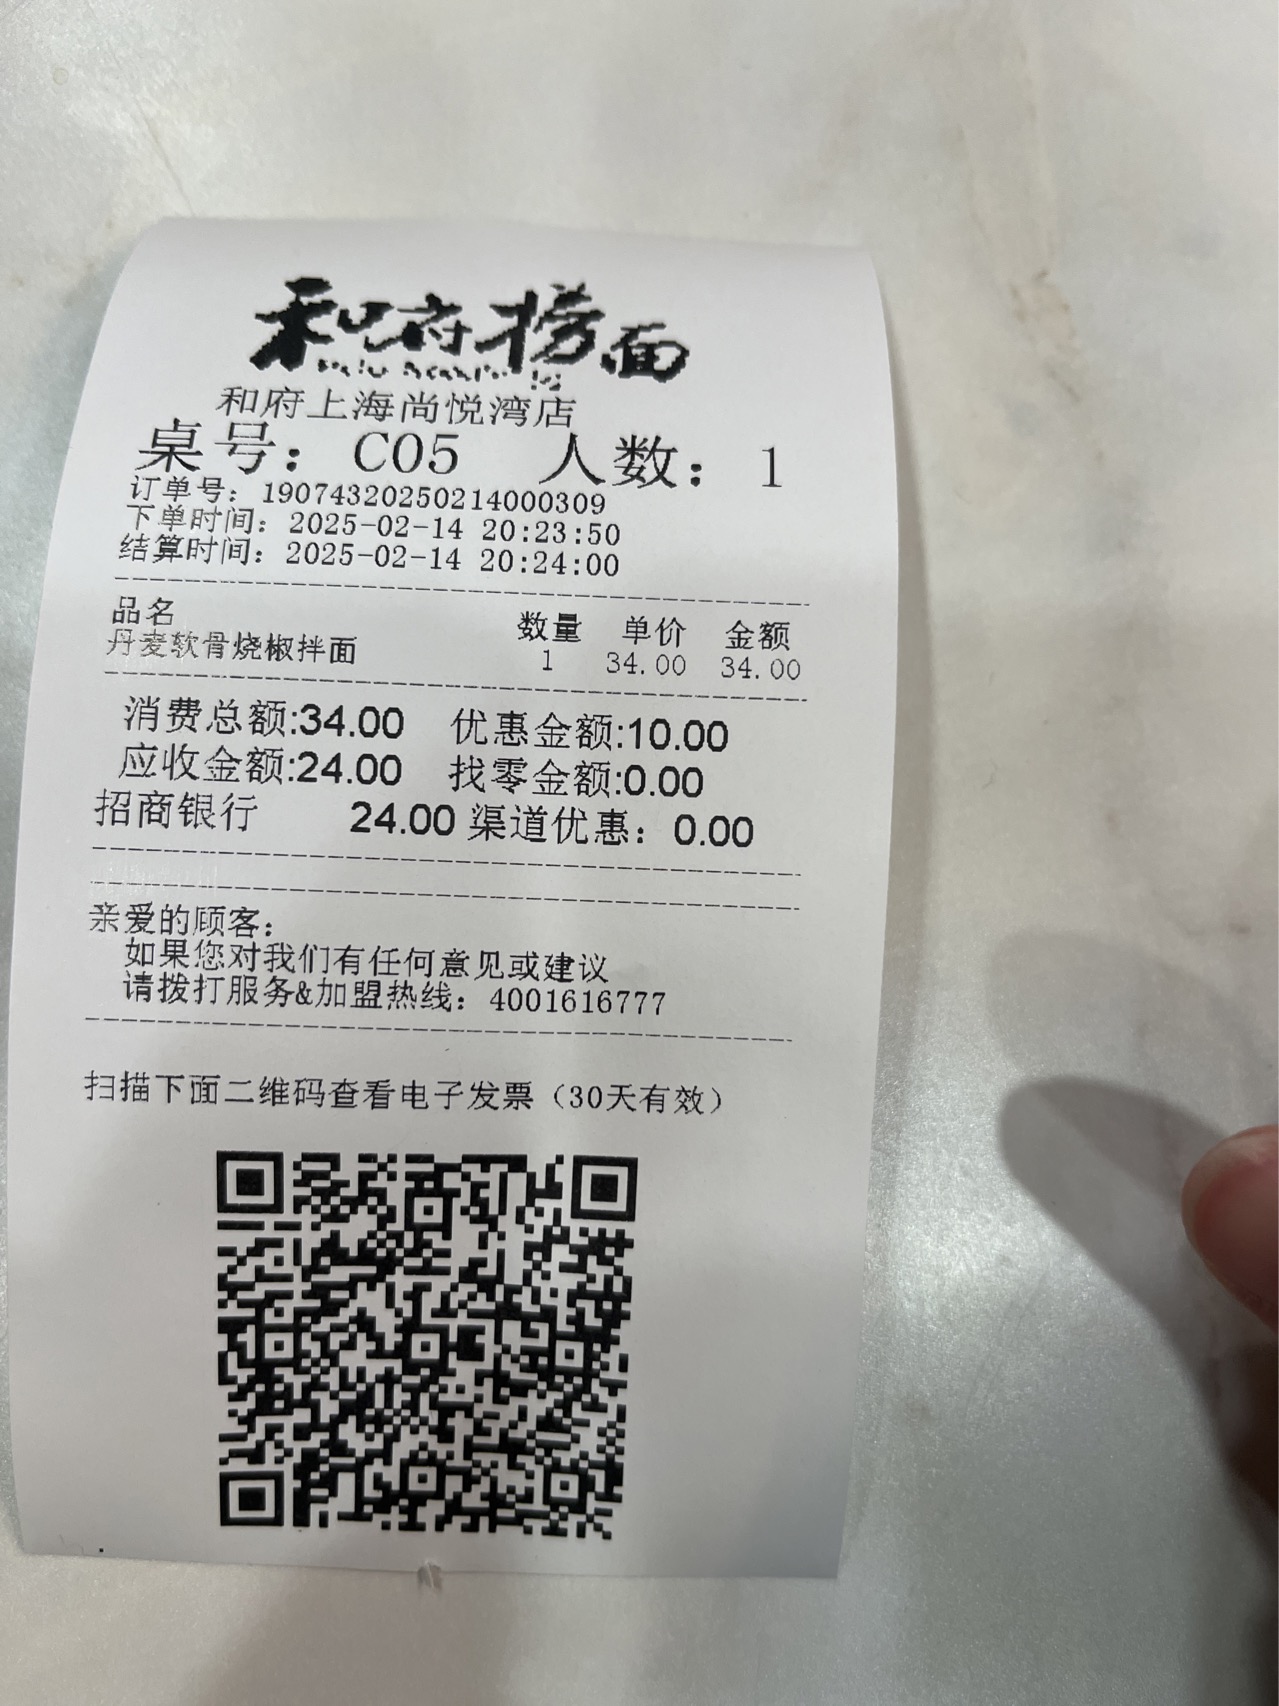 和府捞面
和府上海尚悦湾店
桌号：C05 人数：1
订单号：19074320250214000309
下单时间：2025-02-14 20:23:50
结算时间：2025-02-14 20:24:00
品名 数量 单价 金额
丹麦软骨烧椒拌面 1 34.00 34.00
消费总额:34.00 优惠金额:10.00
应收金额:24.00 找零金额:0.00
招商银行 24.00 渠道优惠：0.00
亲爱的顾客：
如果您对我们有任何意见或建议
请拨打服务&加盟热线：4001616777
扫描下面二维码查看电子发票（30天有效）